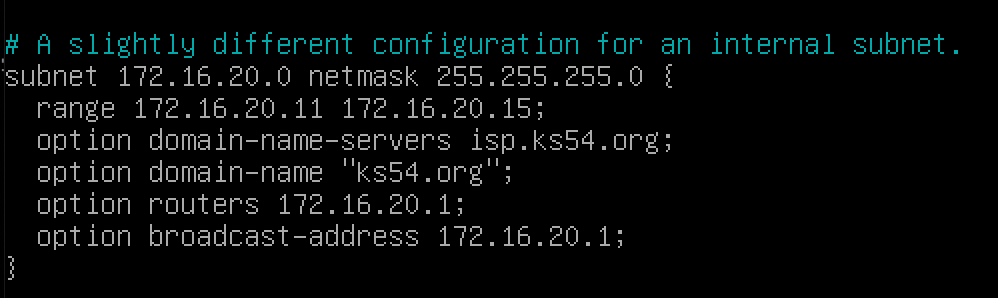 # A slightly different configuration for an internal subnet.
subnet 172.16.20.0 netmask 255.255.255.0 {
  range 172.16.20.11 172.16.20.15;
  option domain-name-servers isp.ks54.org;
  option domain-name "ks54.org";
  option routers 172.16.20.1;
  option broadcast-address 172.16.20.1;
}